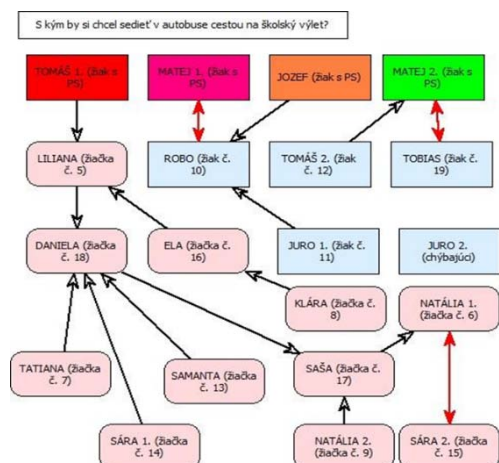 S kým by si chcel sedieť v autobuse cestou na školský výlet?
TOMÁŠ 1. (žiak s
PS)
MATEJ 1. (žiak s
PS)
JOZEF (žiak s PS)
MATEJ 2. (žiak s
PS)
LILIANA (žiačka
č. 5)
ROBO (žiak č.
10)
TOMÁŠ 2. (žiak
č. 12)
TOBIAS (žiak č.
19)
DANIELA (žiačka
č. 18)
ELA (žiačka č.
16)
JURO 1. (žiak č.
11)
JURO 2.
(chýbajúci)
KLÁRA (žiačka č.
8)
NATÁLIA 1.
(žiačka č. 6)
TATIANA (žiačka
č. 7)
SAMANTA (žiačka
č. 13)
SAŠA (žiačka č.
17)
SÁRA 1. (žiačka
č. 14)
NATÁLIA 2.
(žiačka č. 9)
SÁRA 2. (žiačka
č. 15)